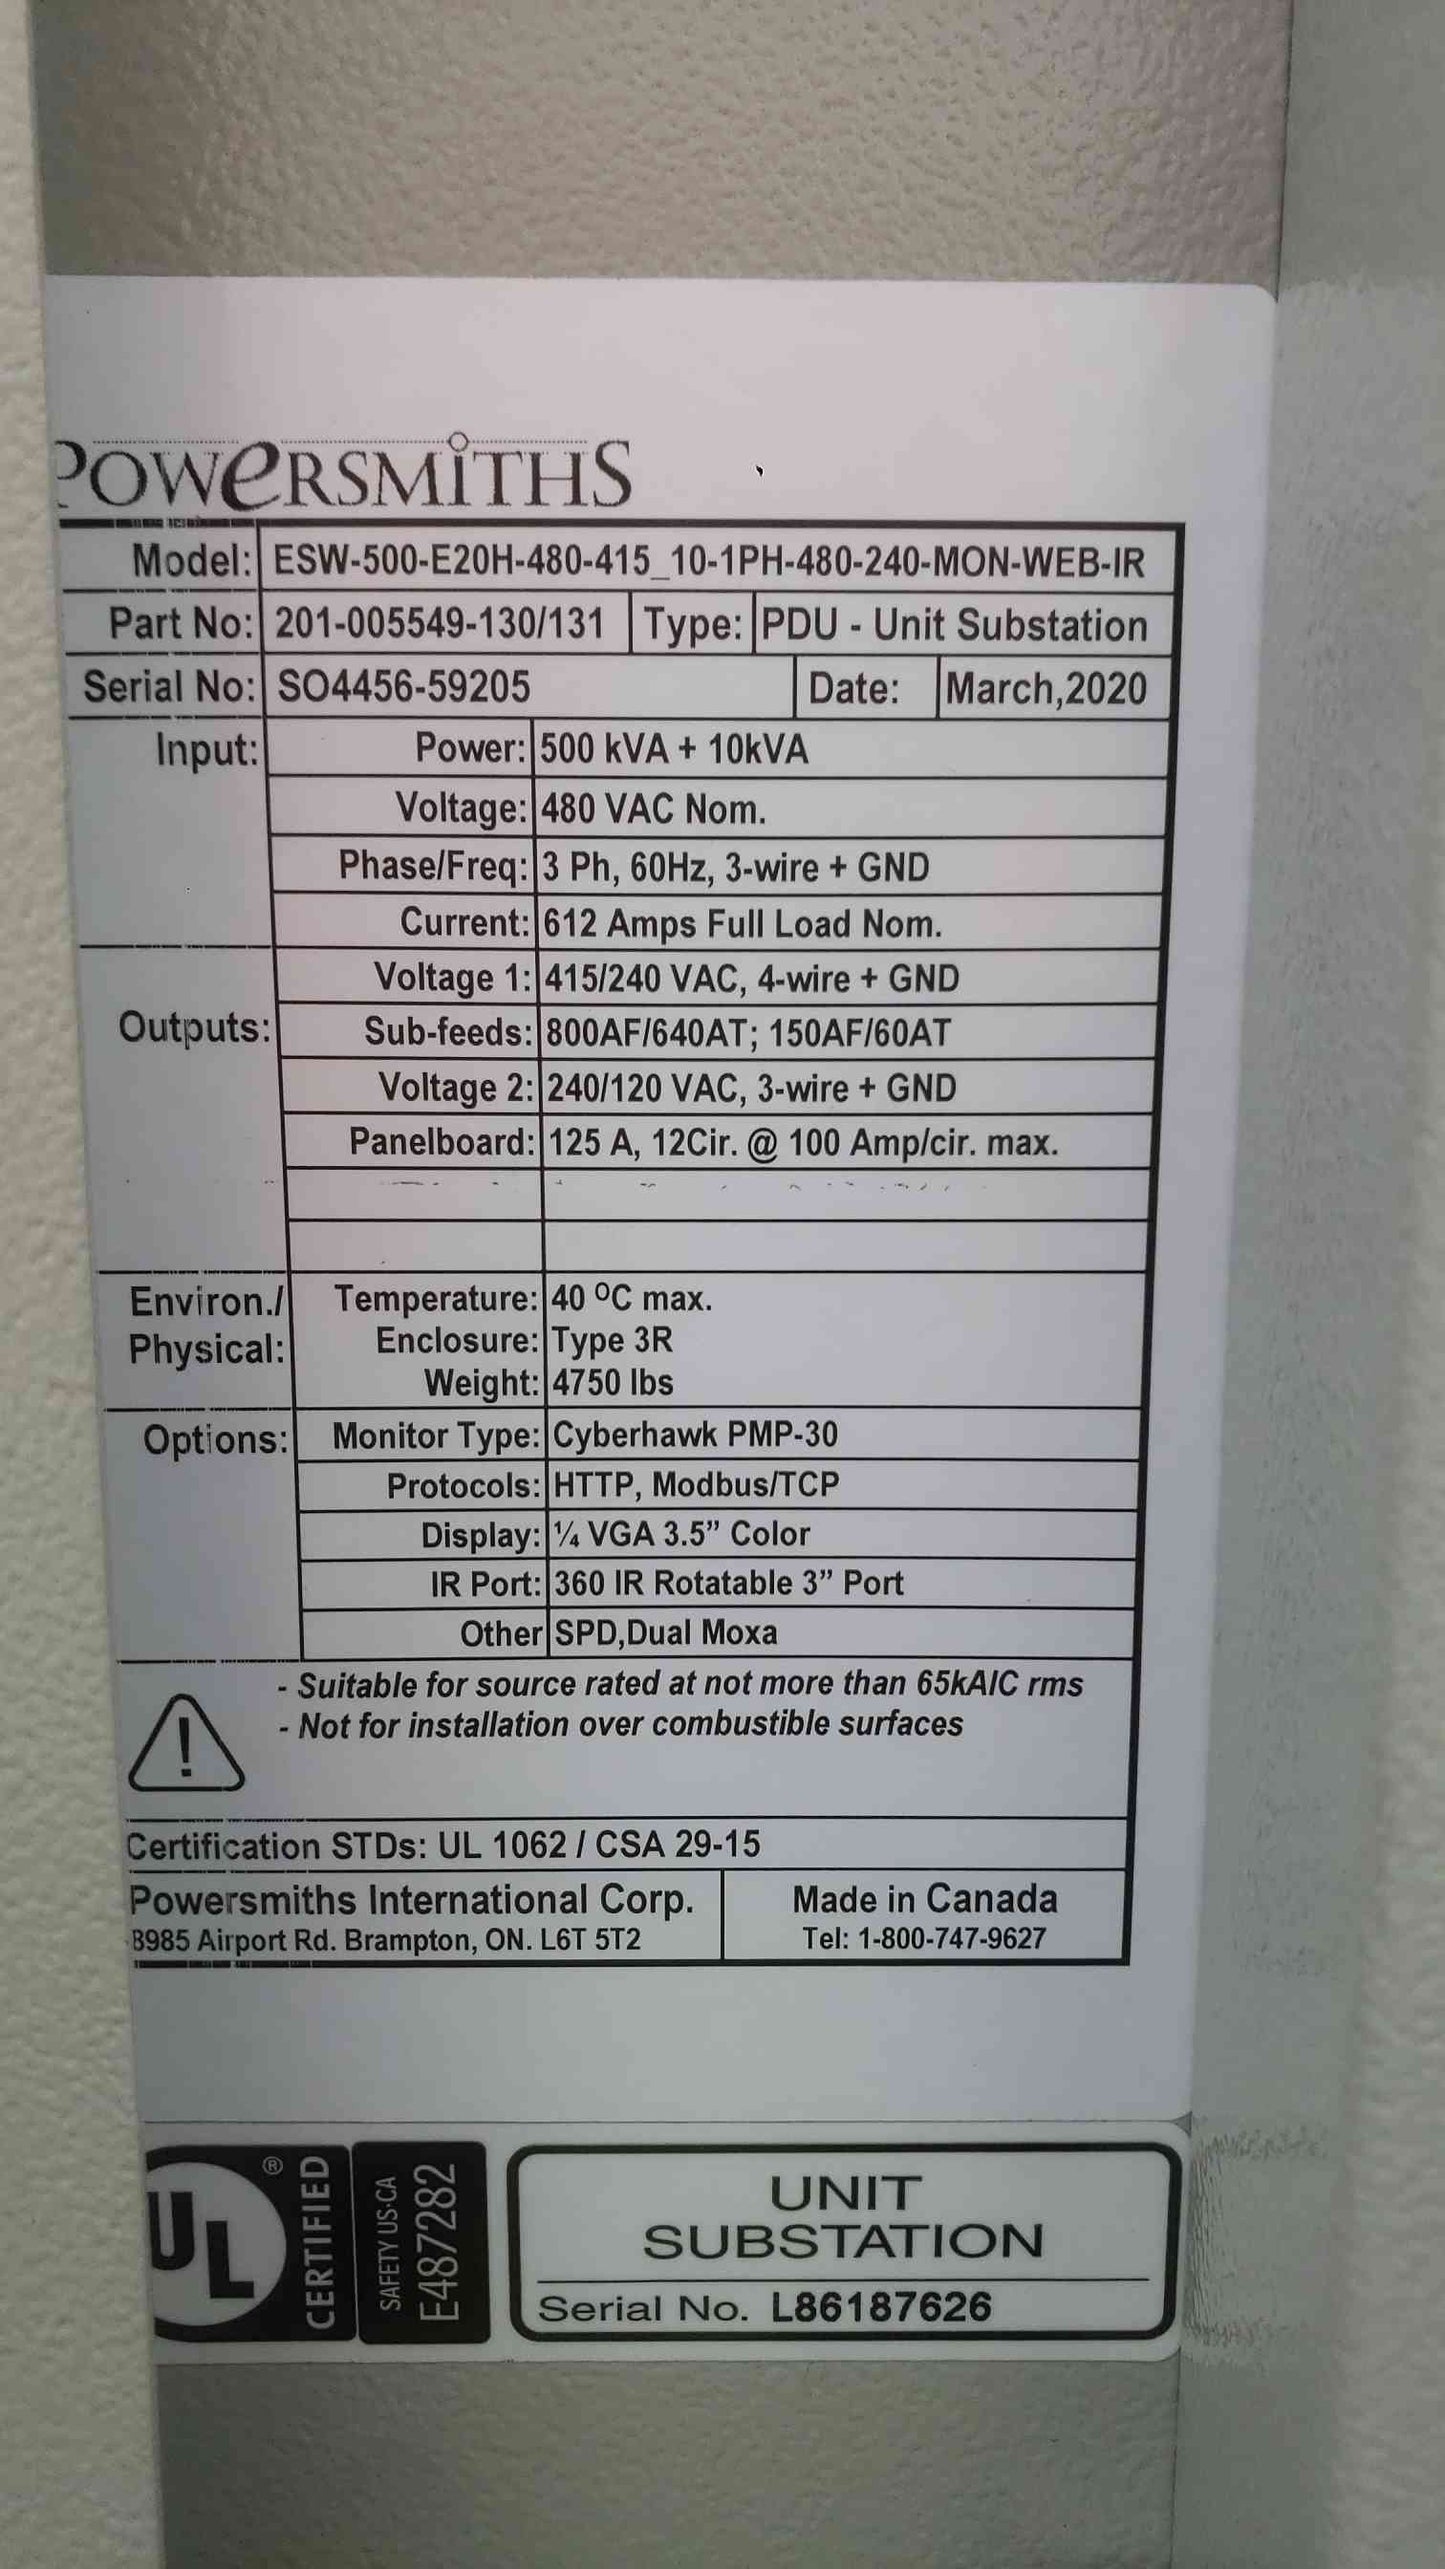 POWERSMiTHS
Model: ESW-500-E20H-480-415_10-1PH-480-240-MON-WEB-IR
Part No: 201-005549-130/131 Type: PDU - Unit Substation
Serial No: SO4456-59205 Date: March,2020
Input: Power: 500 kVA + 10kVA
Voltage: 480 VAC Nom.
Phase/Freq: 3 Ph, 60Hz, 3-wire + GND
Current: 612 Amps Full Load Nom.
Outputs: Voltage 1: 415/240 VAC, 4-wire + GND
Sub-feeds: 800AF/640AT; 150AF/60AT
Voltage 2: 240/120 VAC, 3-wire + GND
Panelboard: 125 A, 12Cir. @ 100 Amp/cir. max.
Environ./ Temperature: 40 ºC max.
Physical: Enclosure: Type 3R
Weight: 4750 lbs
Options: Monitor Type: Cyberhawk PMP-30
Protocols: HTTP, Modbus/TCP
Display: ¼ VGA 3.5” Color
IR Port: 360 IR Rotatable 3” Port
Other SPD,Dual Moxa
- Suitable for source rated at not more than 65kAIC rms
- Not for installation over combustible surfaces
Certification STDs: UL 1062 / CSA 29-15
Powersmiths International Corp. Made in Canada
8985 Airport Rd. Brampton, ON. L6T 5T2 Tel: 1-800-747-9627
UL ®
CERTIFIED
SAFETY US-CA
E487282
UNIT
SUBSTATION
Serial No. L86187626